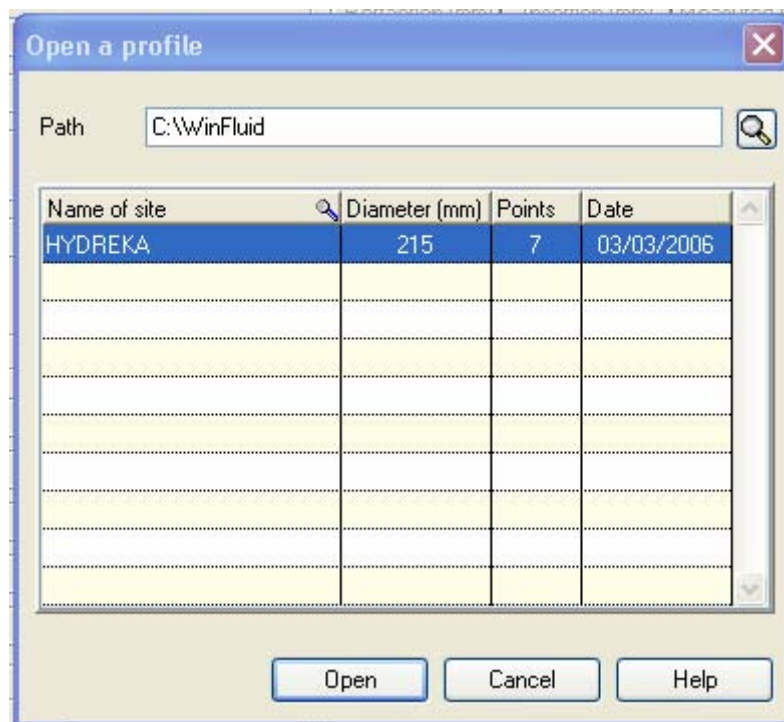 Open a profile
Path C:\WinFluid
Name of site Diameter (mm) Points Date
HYDREKA 215 7 03/03/2006
Open Cancel Help